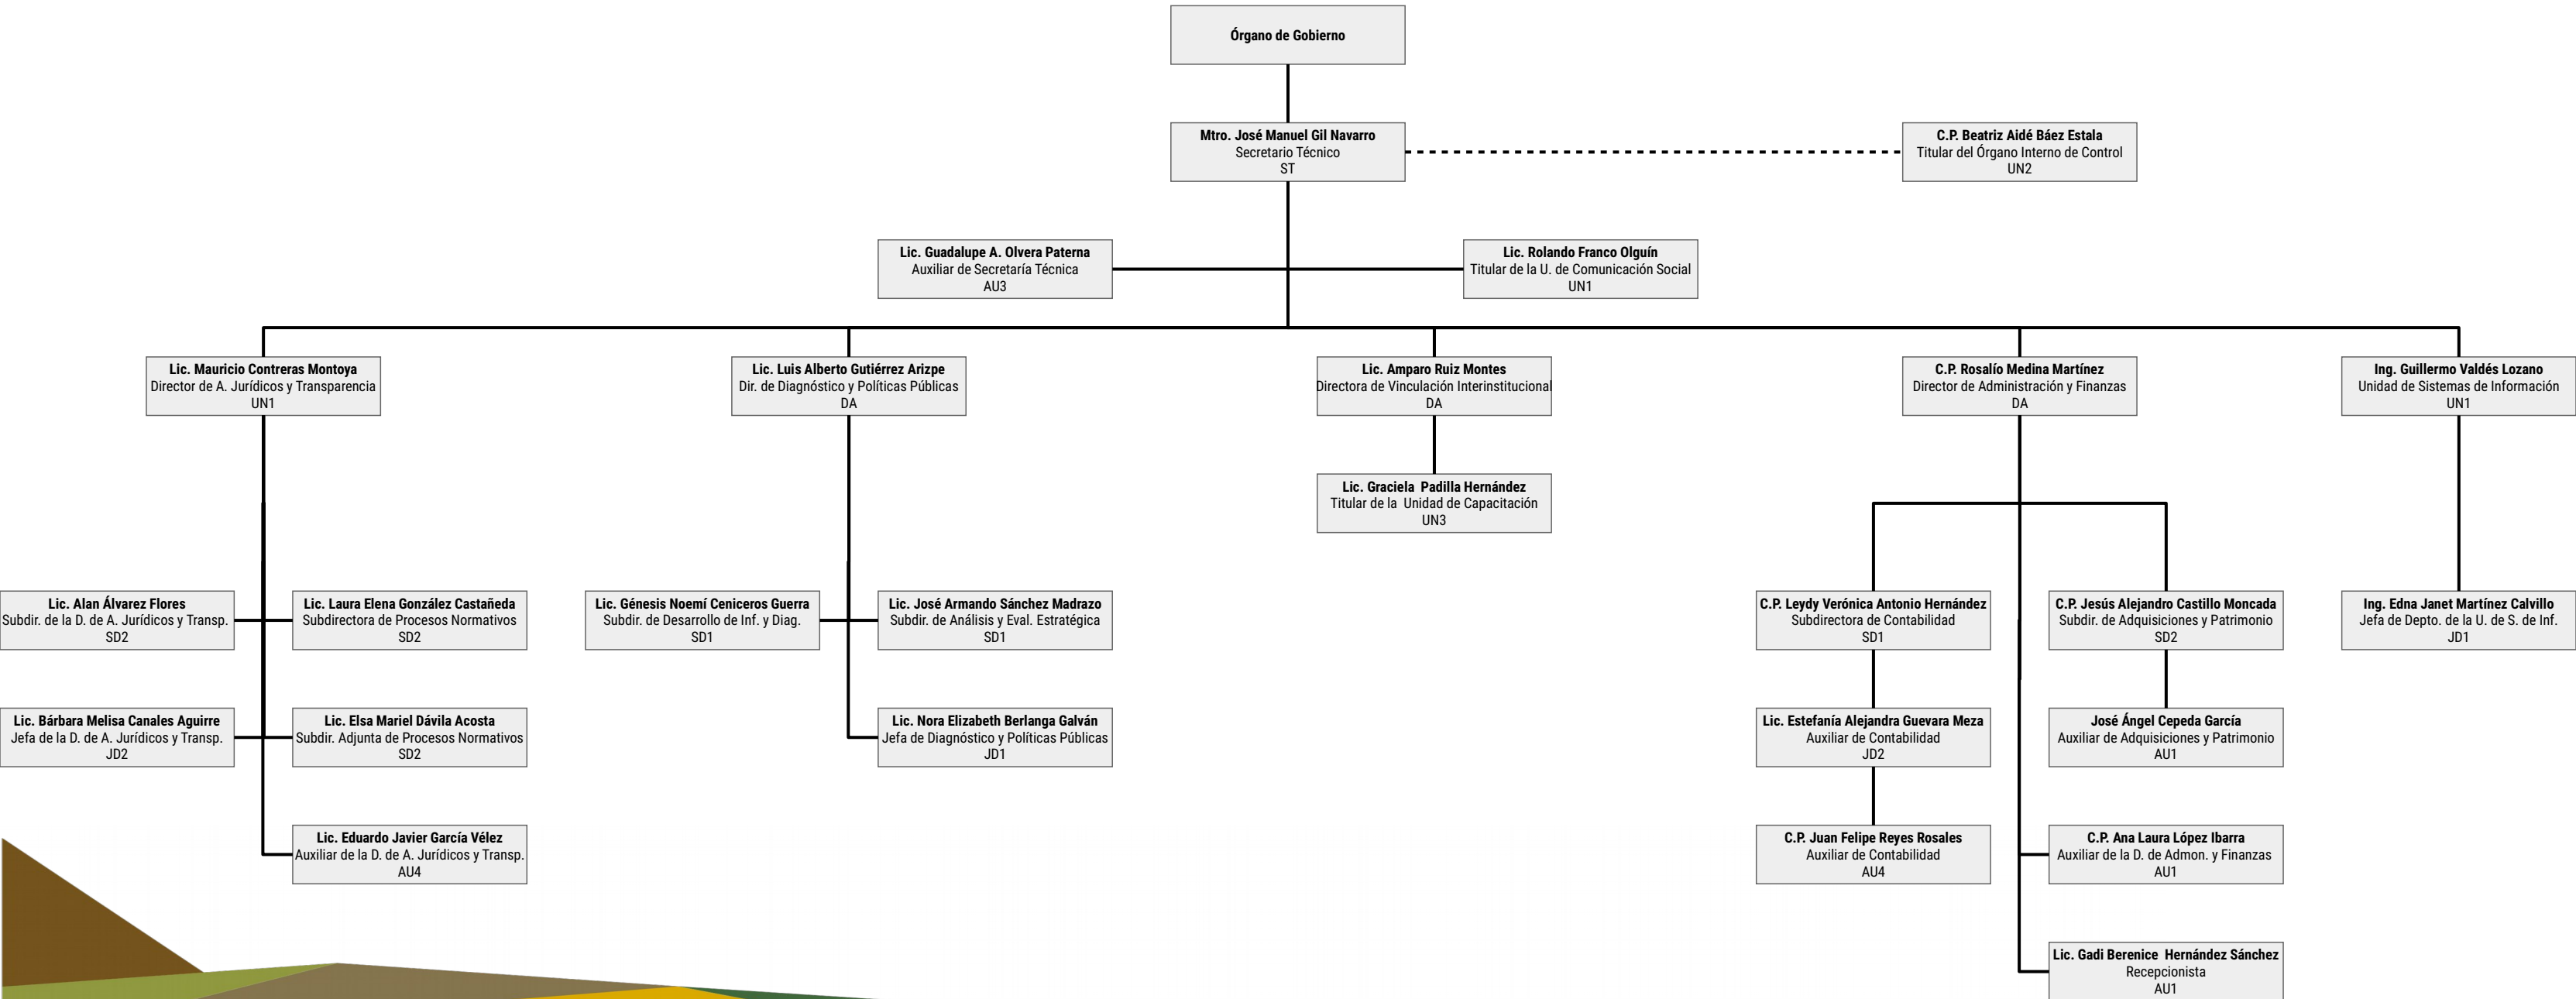 Órgano de Gobierno
Mtro. José Manuel Gil Navarro
Secretario Técnico
ST
C.P. Beatriz Aidé Báez Estala
Titular del Órgano Interno de Control
UN2
Lic. Guadalupe A. Olvera Paterna
Auxiliar de Secretaría Técnica
AU3
Lic. Rolando Franco Olguín
Titular de la U. de Comunicación Social
UN1
Lic. Mauricio Contreras Montoya
Director de A. Jurídicos y Transparencia
UN1
Lic. Luis Alberto Gutiérrez Arizpe
Dir. de Diagnóstico y Políticas Públicas
DA
Lic. Amparo Ruiz Montes
Directora de Vinculación Interinstitucional
DA
C.P. Rosalío Medina Martínez
Director de Administración y Finanzas
DA
Ing. Guillermo Valdés Lozano
Unidad de Sistemas de Información
UN1
Lic. Graciela  Padilla Hernández
Titular de la  Unidad de Capacitación
UN3
Lic. Alan Álvarez Flores
Subdir. de la D. de A. Jurídicos y Transp.
SD2
Lic. Laura Elena González Castañeda
Subdirectora de Procesos Normativos
SD2
Lic. Génesis Noemí Ceniceros Guerra
Subdir. de Desarrollo de Inf. y Diag.
SD1
Lic. José Armando Sánchez Madrazo
Subdir. de Análisis y Eval. Estratégica
SD1
C.P. Leydy Verónica Antonio Hernández
Subdirectora de Contabilidad
SD1
C.P. Jesús Alejandro Castillo Moncada
Subdir. de Adquisiciones y Patrimonio
SD2
Ing. Edna Janet Martínez Calvillo
Jefa de Depto. de la U. de S. de Inf.
JD1
Lic. Bárbara Melisa Canales Aguirre
Jefa de la D. de A. Jurídicos y Transp.
JD2
Lic. Elsa Mariel Dávila Acosta
Subdir. Adjunta de Procesos Normativos
SD2
Lic. Nora Elizabeth Berlanga Galván
Jefa de Diagnóstico y Políticas Públicas
JD1
Lic. Estefanía Alejandra Guevara Meza
Auxiliar de Contabilidad
JD2
José Ángel Cepeda García
Auxiliar de Adquisiciones y Patrimonio
AU1
Lic. Eduardo Javier García Vélez
Auxiliar de la D. de A. Jurídicos y Transp.
AU4
C.P. Juan Felipe Reyes Rosales
Auxiliar de Contabilidad
AU4
C.P. Ana Laura López Ibarra
Auxiliar de la D. de Admon. y Finanzas
AU1
Lic. Gadi Berenice  Hernández Sánchez
Recepcionista
AU1